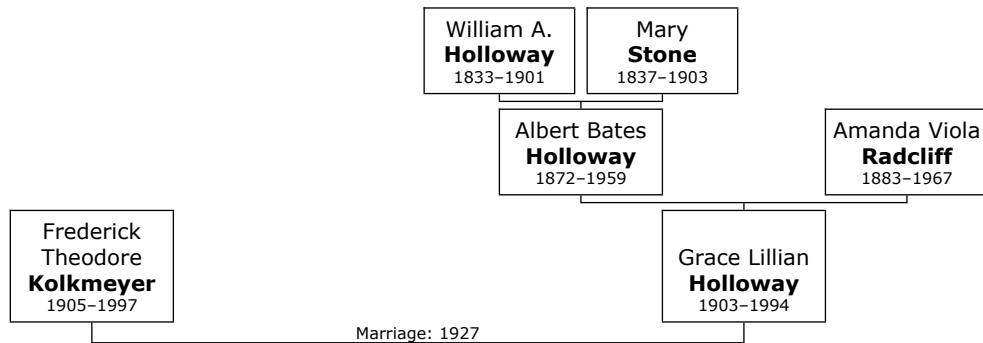 William A.
Holloway
1833–1901
Mary
Stone
1837–1903
Albert Bates
Holloway
1872–1959
Amanda Viola
Radcliff
1883–1967
Frederick
Theodore
Kolkmeyer
1905–1997
Grace Lillian
Holloway
1903–1994
Marriage: 1927